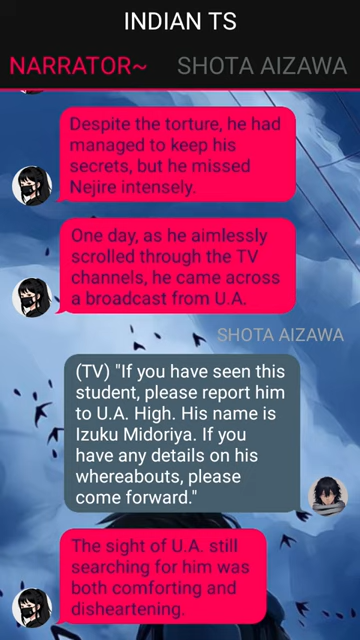 INDIAN TS
NARRATOR~ SHOTA AIZAWA
Despite the torture, he had
managed to keep his
secrets, but he missed
Nejire intensely.
One day, as he aimlessly
scrolled through the TV
channels, he came across
a broadcast from U.A.
SHOTA AIZAWA
(TV) "If you have seen this
student, please report him
to U.A. High. His name is
Izuku Midoriya. If you
have any details on his
whereabouts, please
come forward."
The sight of U.A. still
searching for him was
both comforting and
disheartening.